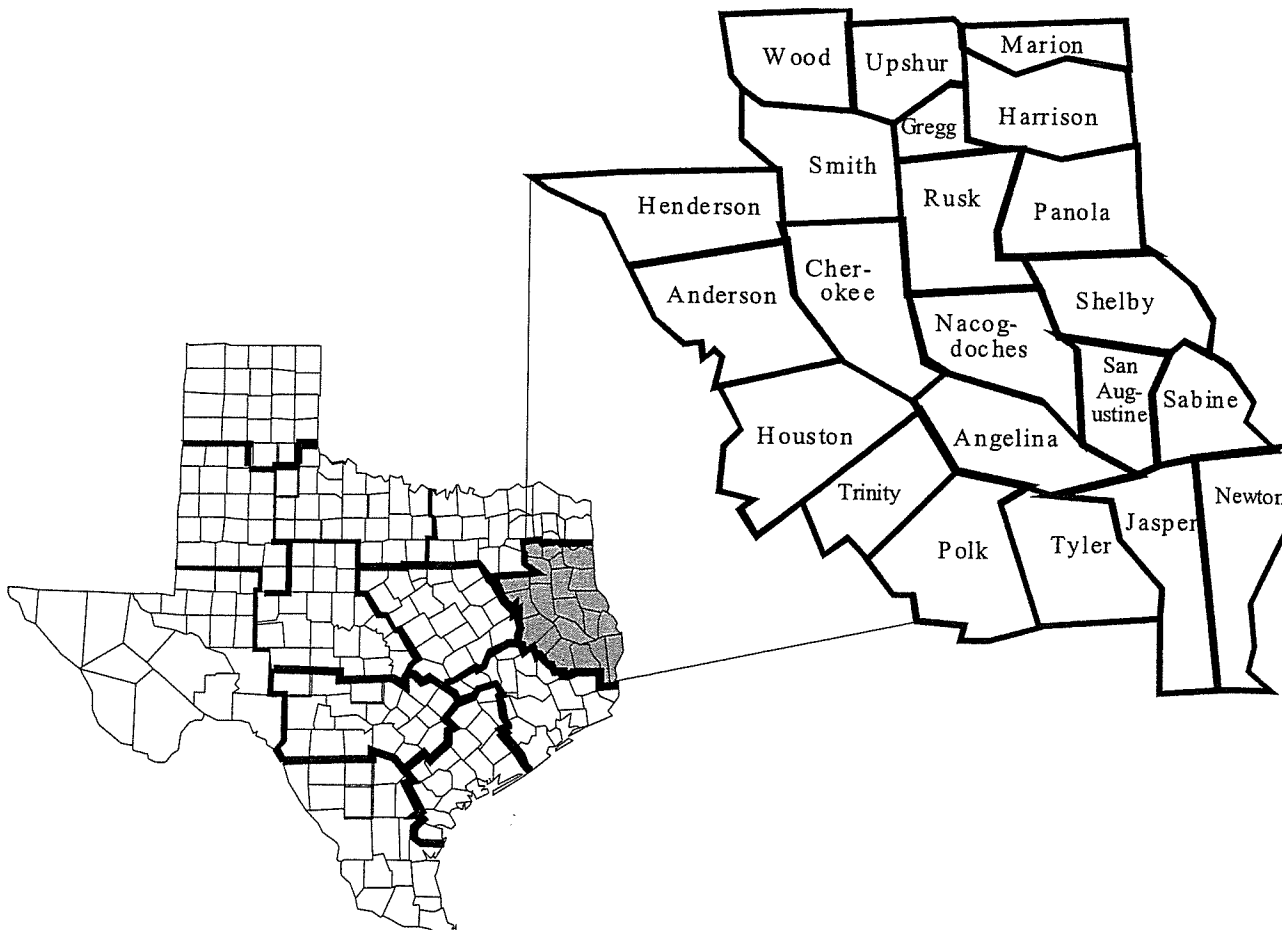 Wood
Upshur
Marion
Gregg
Harrison
Smith
Henderson
Rusk
Panola
Cher-
okee
Anderson
Shelby
Nacog-
doches
San
Aug-
ustine
Sabine
Houston
Angelina
Trinity
Newton
Jasper
Polk
Tyler